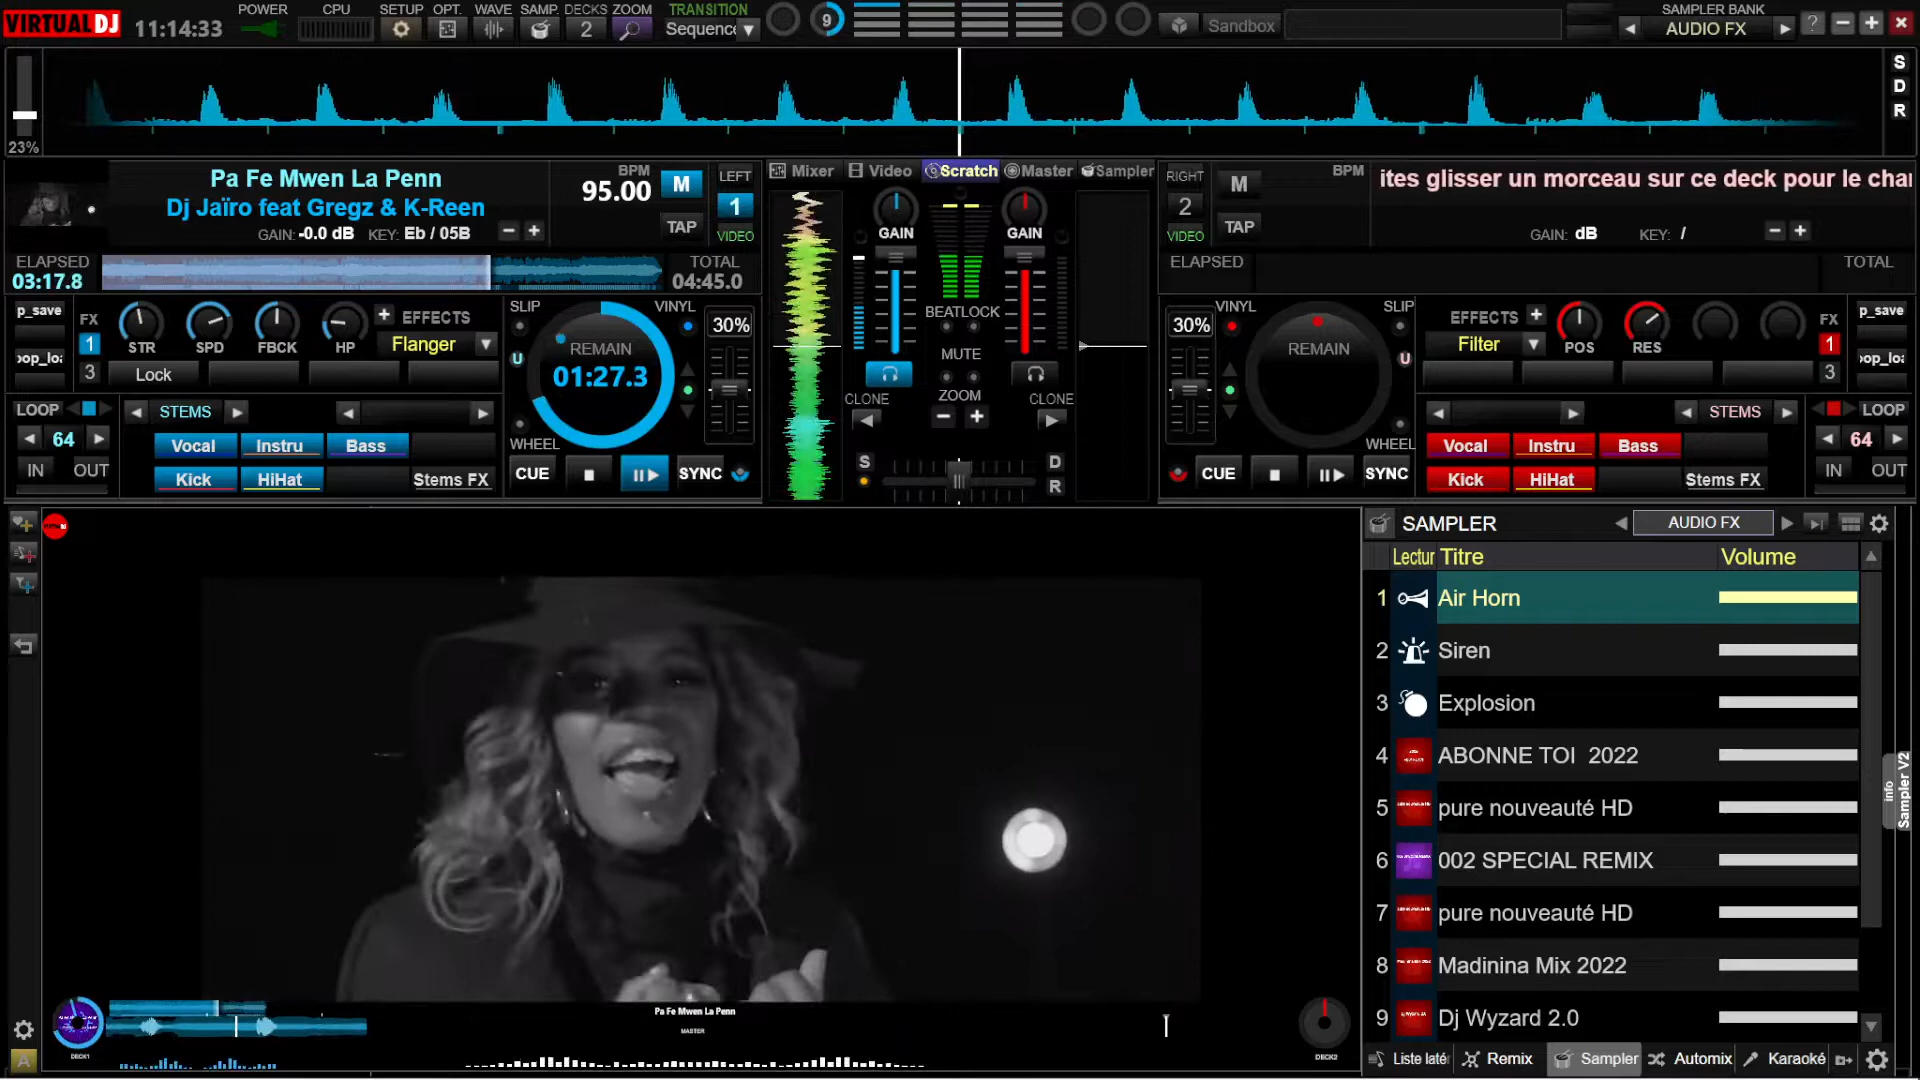 VIRTUALDJ
11:14:33
POWER
CPU
SETUP OPT. WAVE SAMP. DECKS ZOOM
2
TRANSITION
Sequenc
9
Sandbox
SAMPLER BANK
AUDIO FX
?
S
D
R
23%
Pa Fe Mwen La Penn
Dj Jaïro feat Gregz & K-Reen
GAIN: -0.0 dB KEY: Eb / 05B
BPM
95.00
M
TAP
LEFT
1
VIDEO
ELAPSED
03:17.8
TOTAL
04:45.0
Mixer Video Scratch Master Sampler
GAIN
GAIN
BEATLOCK
MUTE
ZOOM
CLONE
CLONE
S
D
R
RIGHT
2
VIDEO
M
TAP
BPM
ites glisser un morceau sur ce deck pour le char
GAIN: dB KEY: /
ELAPSED
TOTAL
p_save
FX
1
3
STR SPD FBCK HP
EFFECTS
Flanger
Lock
SLIP
VINYL
30%
U
REMAIN
01:27.3
WHEEL
LOOP
64
IN OUT
STEMS
Vocal Instru Bass
Kick HiHat Stems FX
CUE SYNC
30%
VINYL
SLIP
U
REMAIN
WHEEL
CUE SYNC
EFFECTS
Filter
POS RES
FX
1
3
p_save
STEMS
Vocal Instru Bass
Kick HiHat Stems FX
LOOP
64
IN OUT
SAMPLER
AUDIO FX
Lectur Titre Volume
1 Air Horn
2 Siren
3 Explosion
4 ABONNE TOI 2022
5 pure nouveauté HD
6 002 SPECIAL REMIX
7 pure nouveauté HD
8 Madinina Mix 2022
9 Dj Wyzard 2.0
info
Sampler V2
Pa Fe Mwen La Penn
MASTER
DECK1
DECK2
A
Liste laté Remix Sampler Automix Karaoké